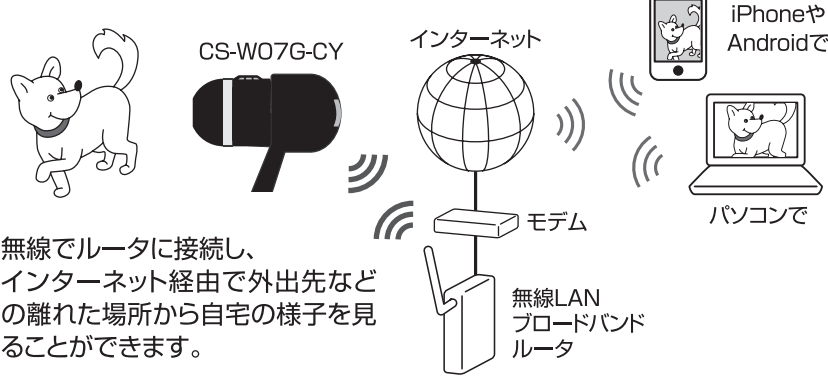 CS-W07G-CY
インターネット
iPhoneや
Androidで
パソコンで
モデム
無線LAN
ブロードバンド
ルータ
無線でルータに接続し、
インターネット経由で外出先など
の離れた場所から自宅の様子を見
ることができます。